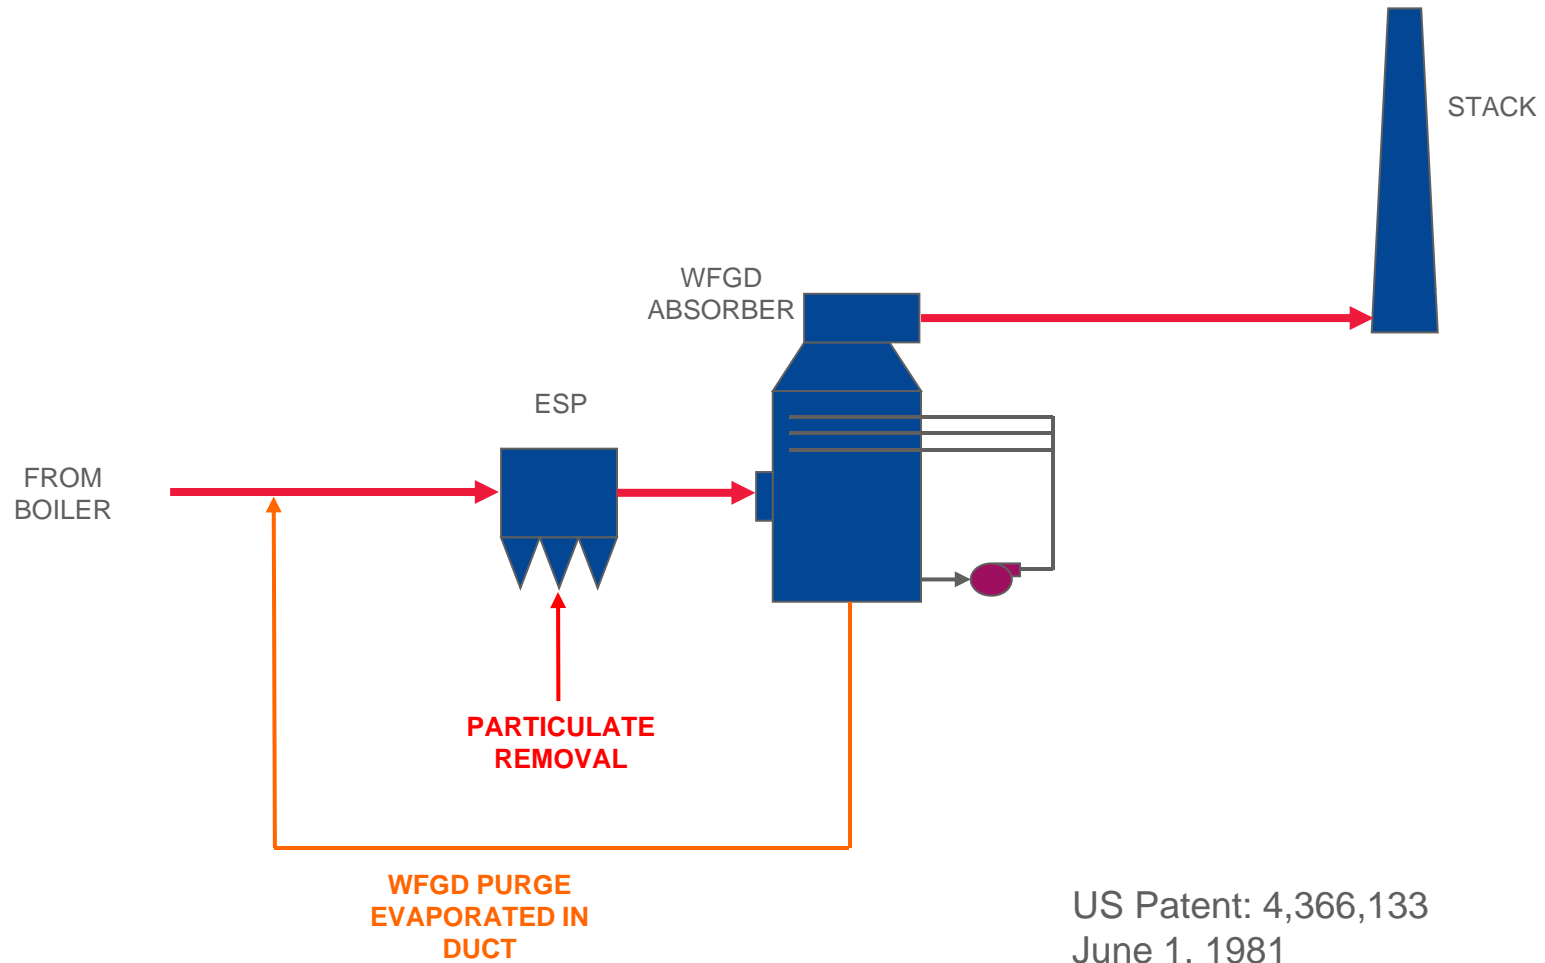 STACK
WFGD
ABSORBER
ESP
FROM
BOILER
PARTICULATE
REMOVAL
WFGD PURGE
EVAPORATED IN
DUCT
US Patent: 4,366,133
June 1, 1981